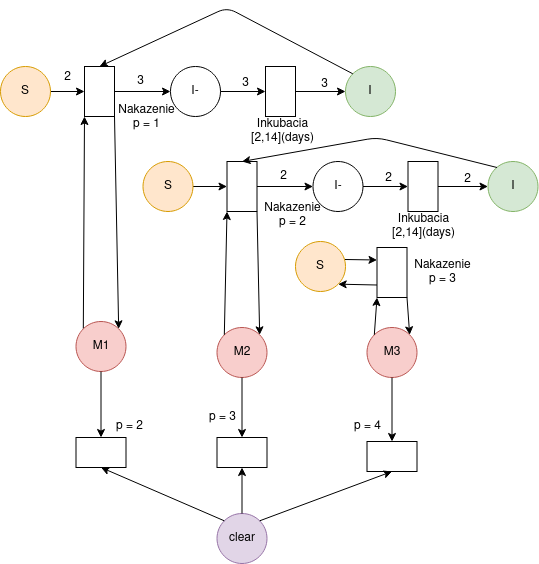 2
3
3
3
S
I-
I
Nakazenie
p = 1
Inkubacia
[2,14](days)
2
2
2
S
I-
I
Nakazenie
p = 2
Inkubacia
[2,14](days)
S
Nakazenie
p = 3
M1
M2
M3
p = 2
p = 3
p = 4
clear